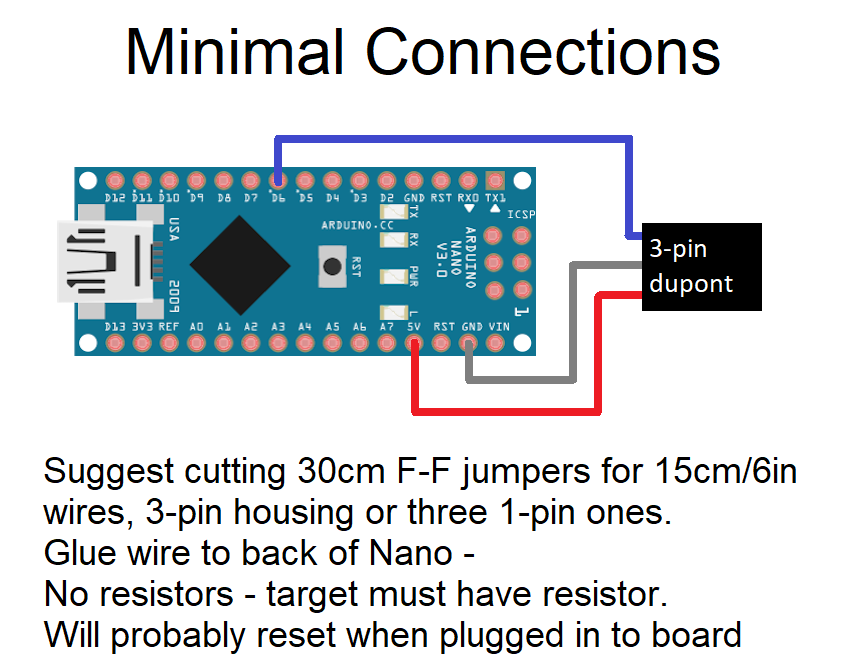 Minimal Connections
D12 D11 D10 D9 D8 D7 D6 D5 D4 D3 D2 GND RST RX0 TX1
ICSP
USA
ARDUINO.CC
TX
RX
PWR
L
RST
ARDUINO
NANO
V3.0
2009
1
D13 3V3 REF A0 A1 A2 A3 A4 A5 A6 A7 5V RST GND VIN
3-pin
dupont
Suggest cutting 30cm F-F jumpers for 15cm/6in
wires, 3-pin housing or three 1-pin ones.
Glue wire to back of Nano -
No resistors - target must have resistor.
Will probably reset when plugged in to board